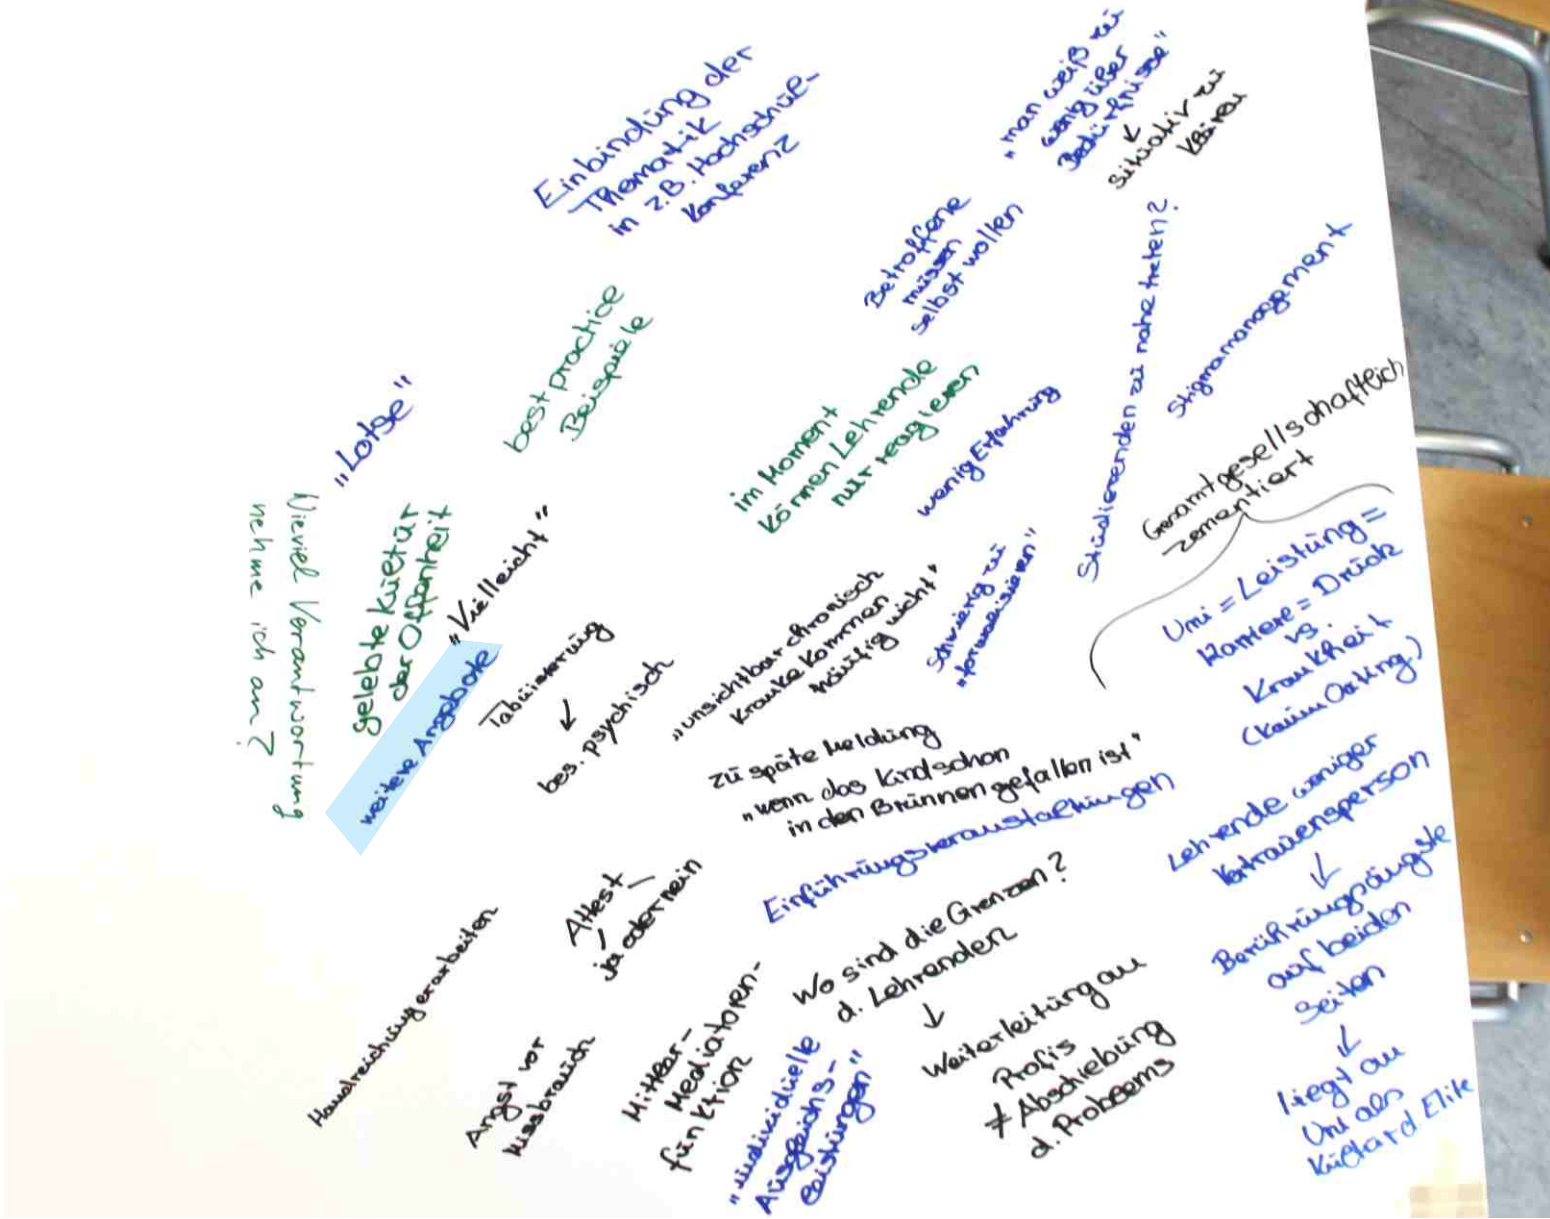 Einbindung der
Thematik
in z.B. Hochschul-
Konferenz
„man weiß zu
wenig über
Bedürfnisse"
↙
situativ zu
klären
Betroffene
müssen
selbst wollen
Studierenden zu nahe treten?
Stigmamanagement
best practice
Beispiele
„Lotse"
im Moment
können Lehrende
nur reagieren
wenig Erfahrung
Gesamtgesellschaftlich
zementiert
Uni = Leistung =
Karriere = Druck
vs.
Krankheit
(kaum Outing)
Wieviel Verantwortung
nehme ich an?
gelebte Kultur
der Offenheit
„Vielleicht"
weitere Angebote
Tabuisierung
↙
bes. psychisch
„unsichtbar chronisch
Kranke kommen
häufig nicht"
Schwierig zu
„formalisieren"
zu späte Meldung
„wenn das Kind schon
in den Brunnen gefallen ist"
Einführungsveranstaltungen
Lehrende weniger
Vertrauensperson
↓
Berührungsängste
auf beiden
Seiten
↓
liegt an
Uni als
Elite
Attest
ja oder nein
Handreichung erarbeiten
Angst vor
Missbrauch
Mittler-
Mediatoren-
funktion
Wo sind die Grenzen?
d. Lehrenden
↓
Weiterleitung an
Profis
≠ Abschiebung
d. Problems
„individuelle
Ausgleichs-
leistungen"